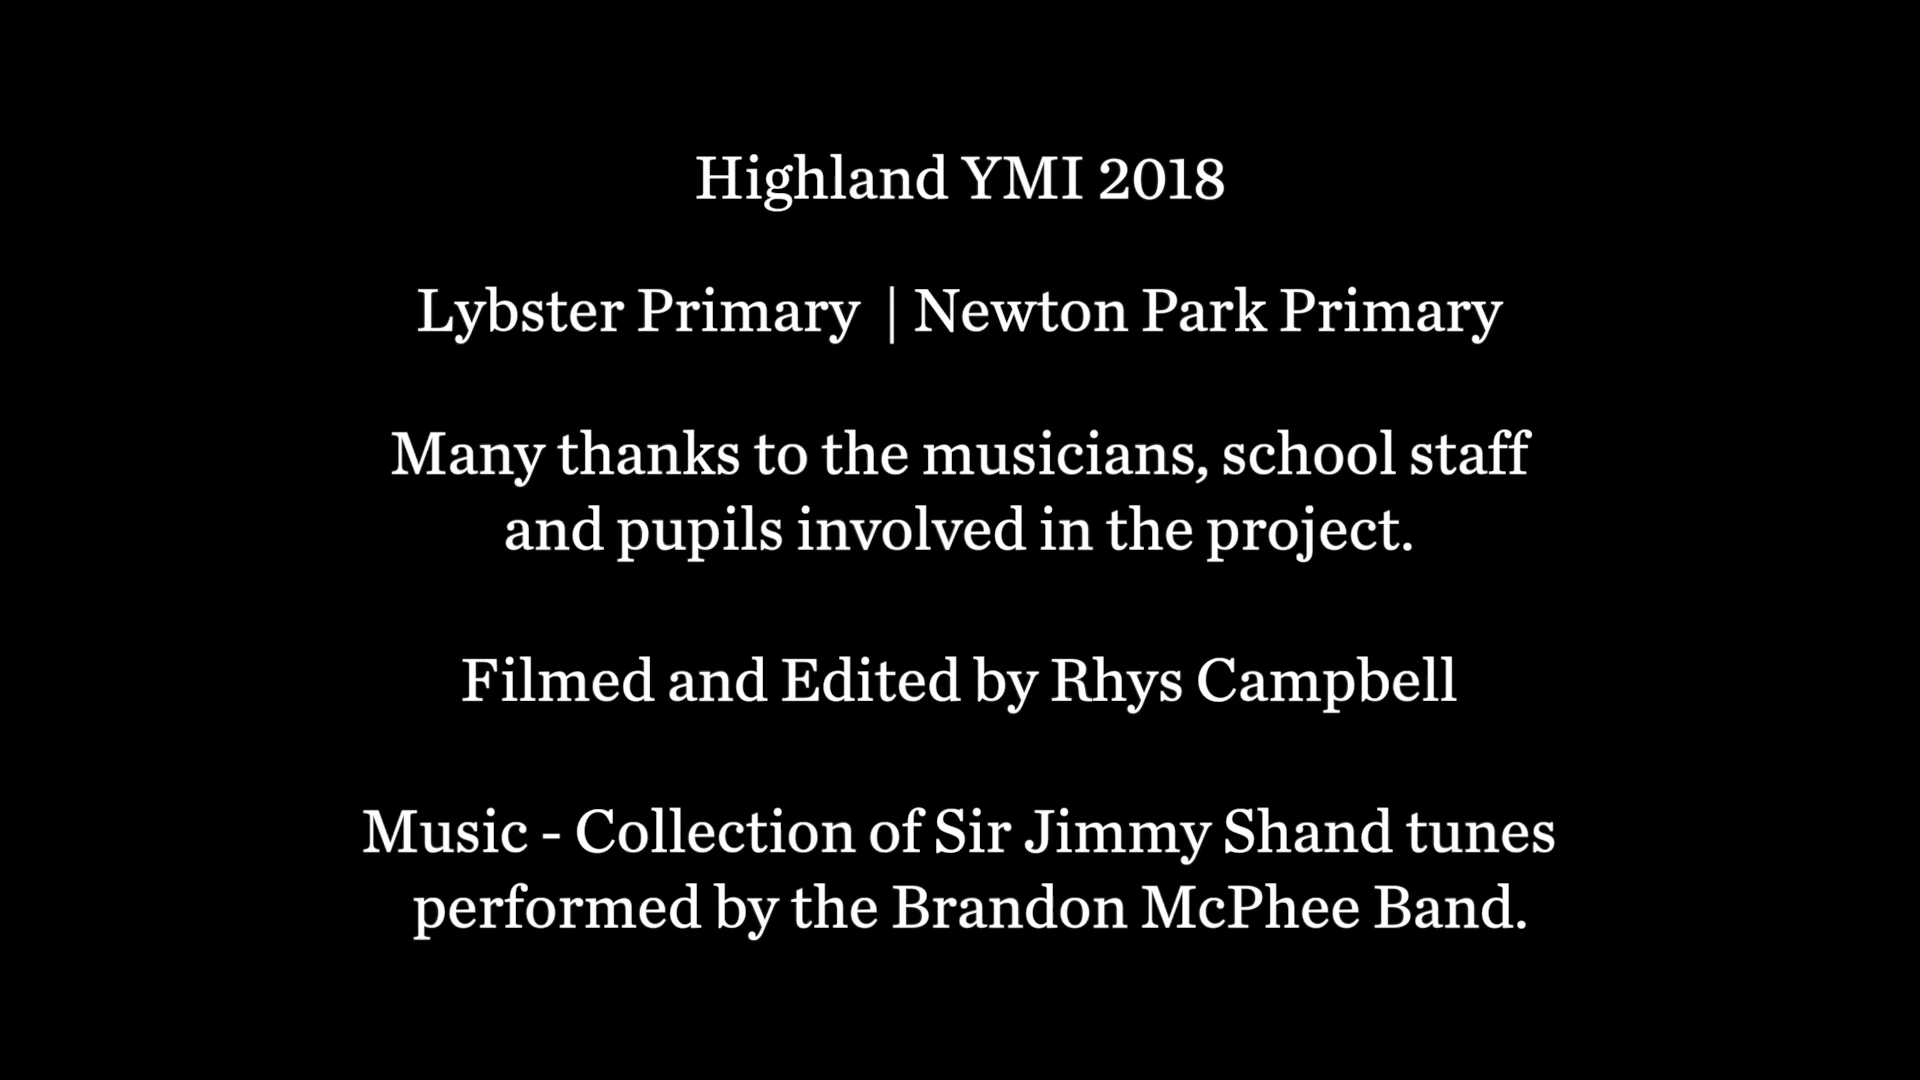 Highland YMI 2018
Lybster Primary | Newton Park Primary
Many thanks to the musicians, school staff
and pupils involved in the project.
Filmed and Edited by Rhys Campbell
Music - Collection of Sir Jimmy Shand tunes
performed by the Brandon McPhee Band.